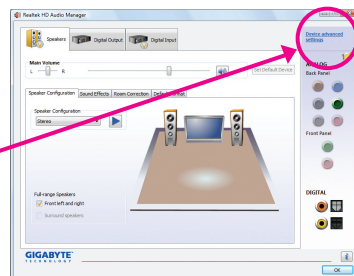 Realtek HD Audio Manager
Speakers
Digital Output
Digital Input
Device advanced
settings
Main Volume
L
R
Set Default Device
ANALOG
Back Panel
Speaker Configuration
Sound Effects
Room Correction
Default Format
Speaker Configuration
Stereo
Front Panel
Full-range Speakers
Front left and right
Surround speakers
DIGITAL
GIGABYTE
TECHNOLOGY
OK